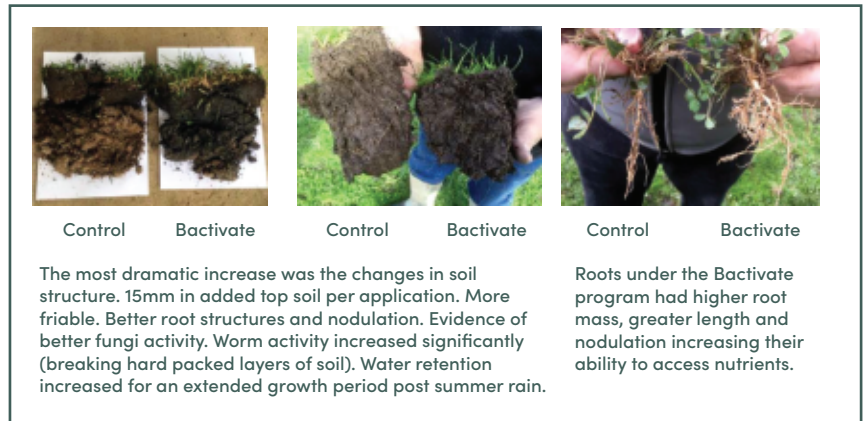 Control Bactivate
Control Bactivate
Control Bactivate
The most dramatic increase was the changes in soil
structure. 15mm in added top soil per application. More
friable. Better root structures and nodulation. Evidence of
better fungi activity. Worm activity increased significantly
(breaking hard packed layers of soil). Water retention
increased for an extended growth period post summer rain.
Roots under the Bactivate
program had higher root
mass, greater length and
nodulation increasing their
ability to access nutrients.